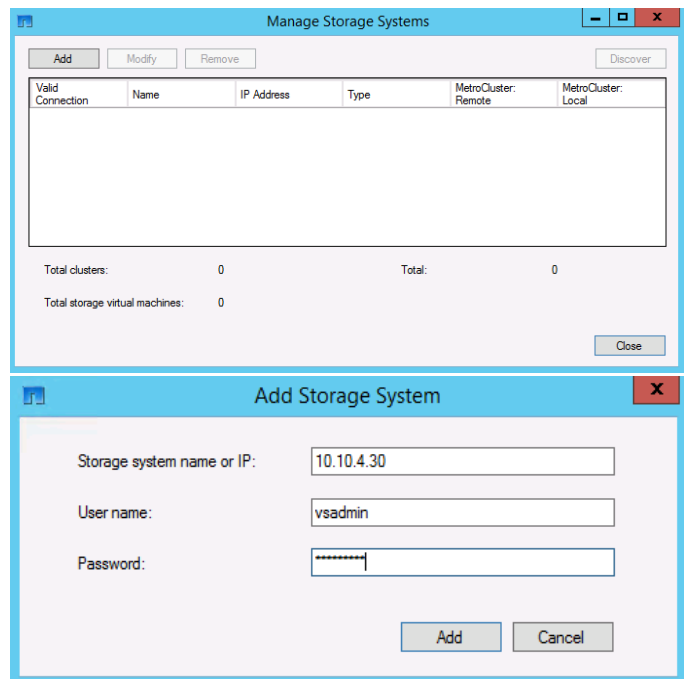 Manage Storage Systems
Add Modify Remove Discover
Valid Connection Name IP Address Type MetroCluster: Remote MetroCluster: Local
Total clusters: 0 Total: 0
Total storage virtual machines: 0
Close
Add Storage System
Storage system name or IP: 10.10.4.30
User name: vsadmin
Password: *********
Add Cancel